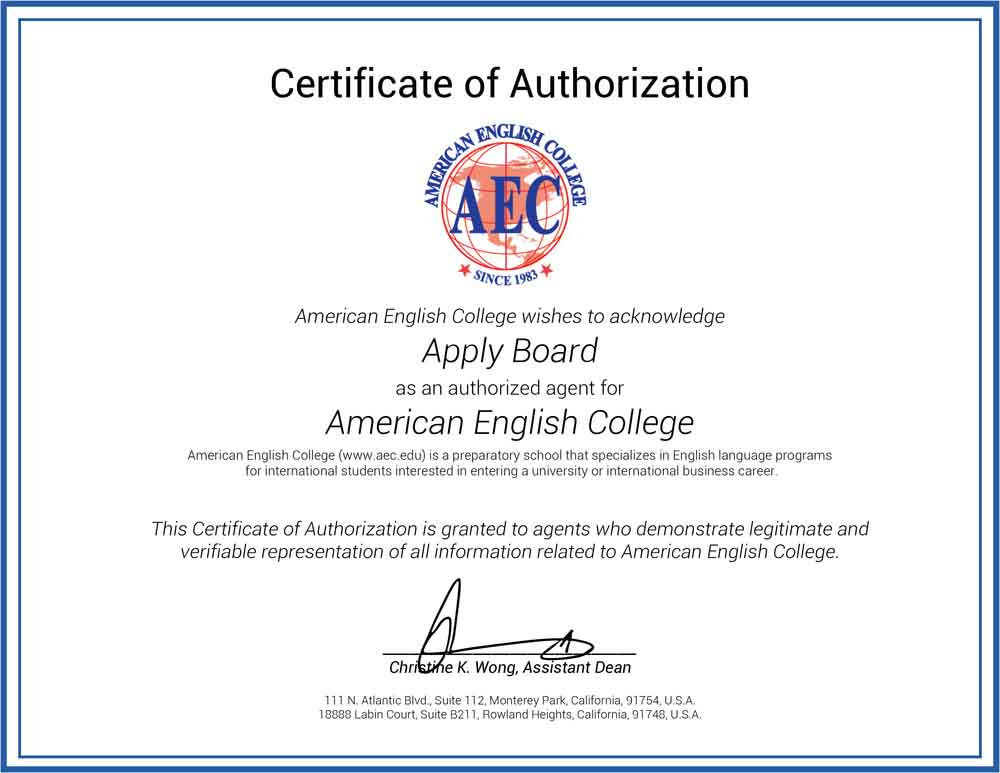 Certificate of Authorization
AMERICAN ENGLISH COLLEGE
AEC
SINCE 1983
American English College wishes to acknowledge
Apply Board
as an authorized agent for
American English College
American English College (www.aec.edu) is a preparatory school that specializes in English language programs
for international students interested in entering a university or international business career.
This Certificate of Authorization is granted to agents who demonstrate legitimate and
verifiable representation of all information related to American English College.
Christine K. Wong, Assistant Dean
111 N. Atlantic Blvd., Suite 112, Monterey Park, California, 91754, U.S.A.
18888 Labin Court, Suite B211, Rowland Heights, California, 91748, U.S.A.